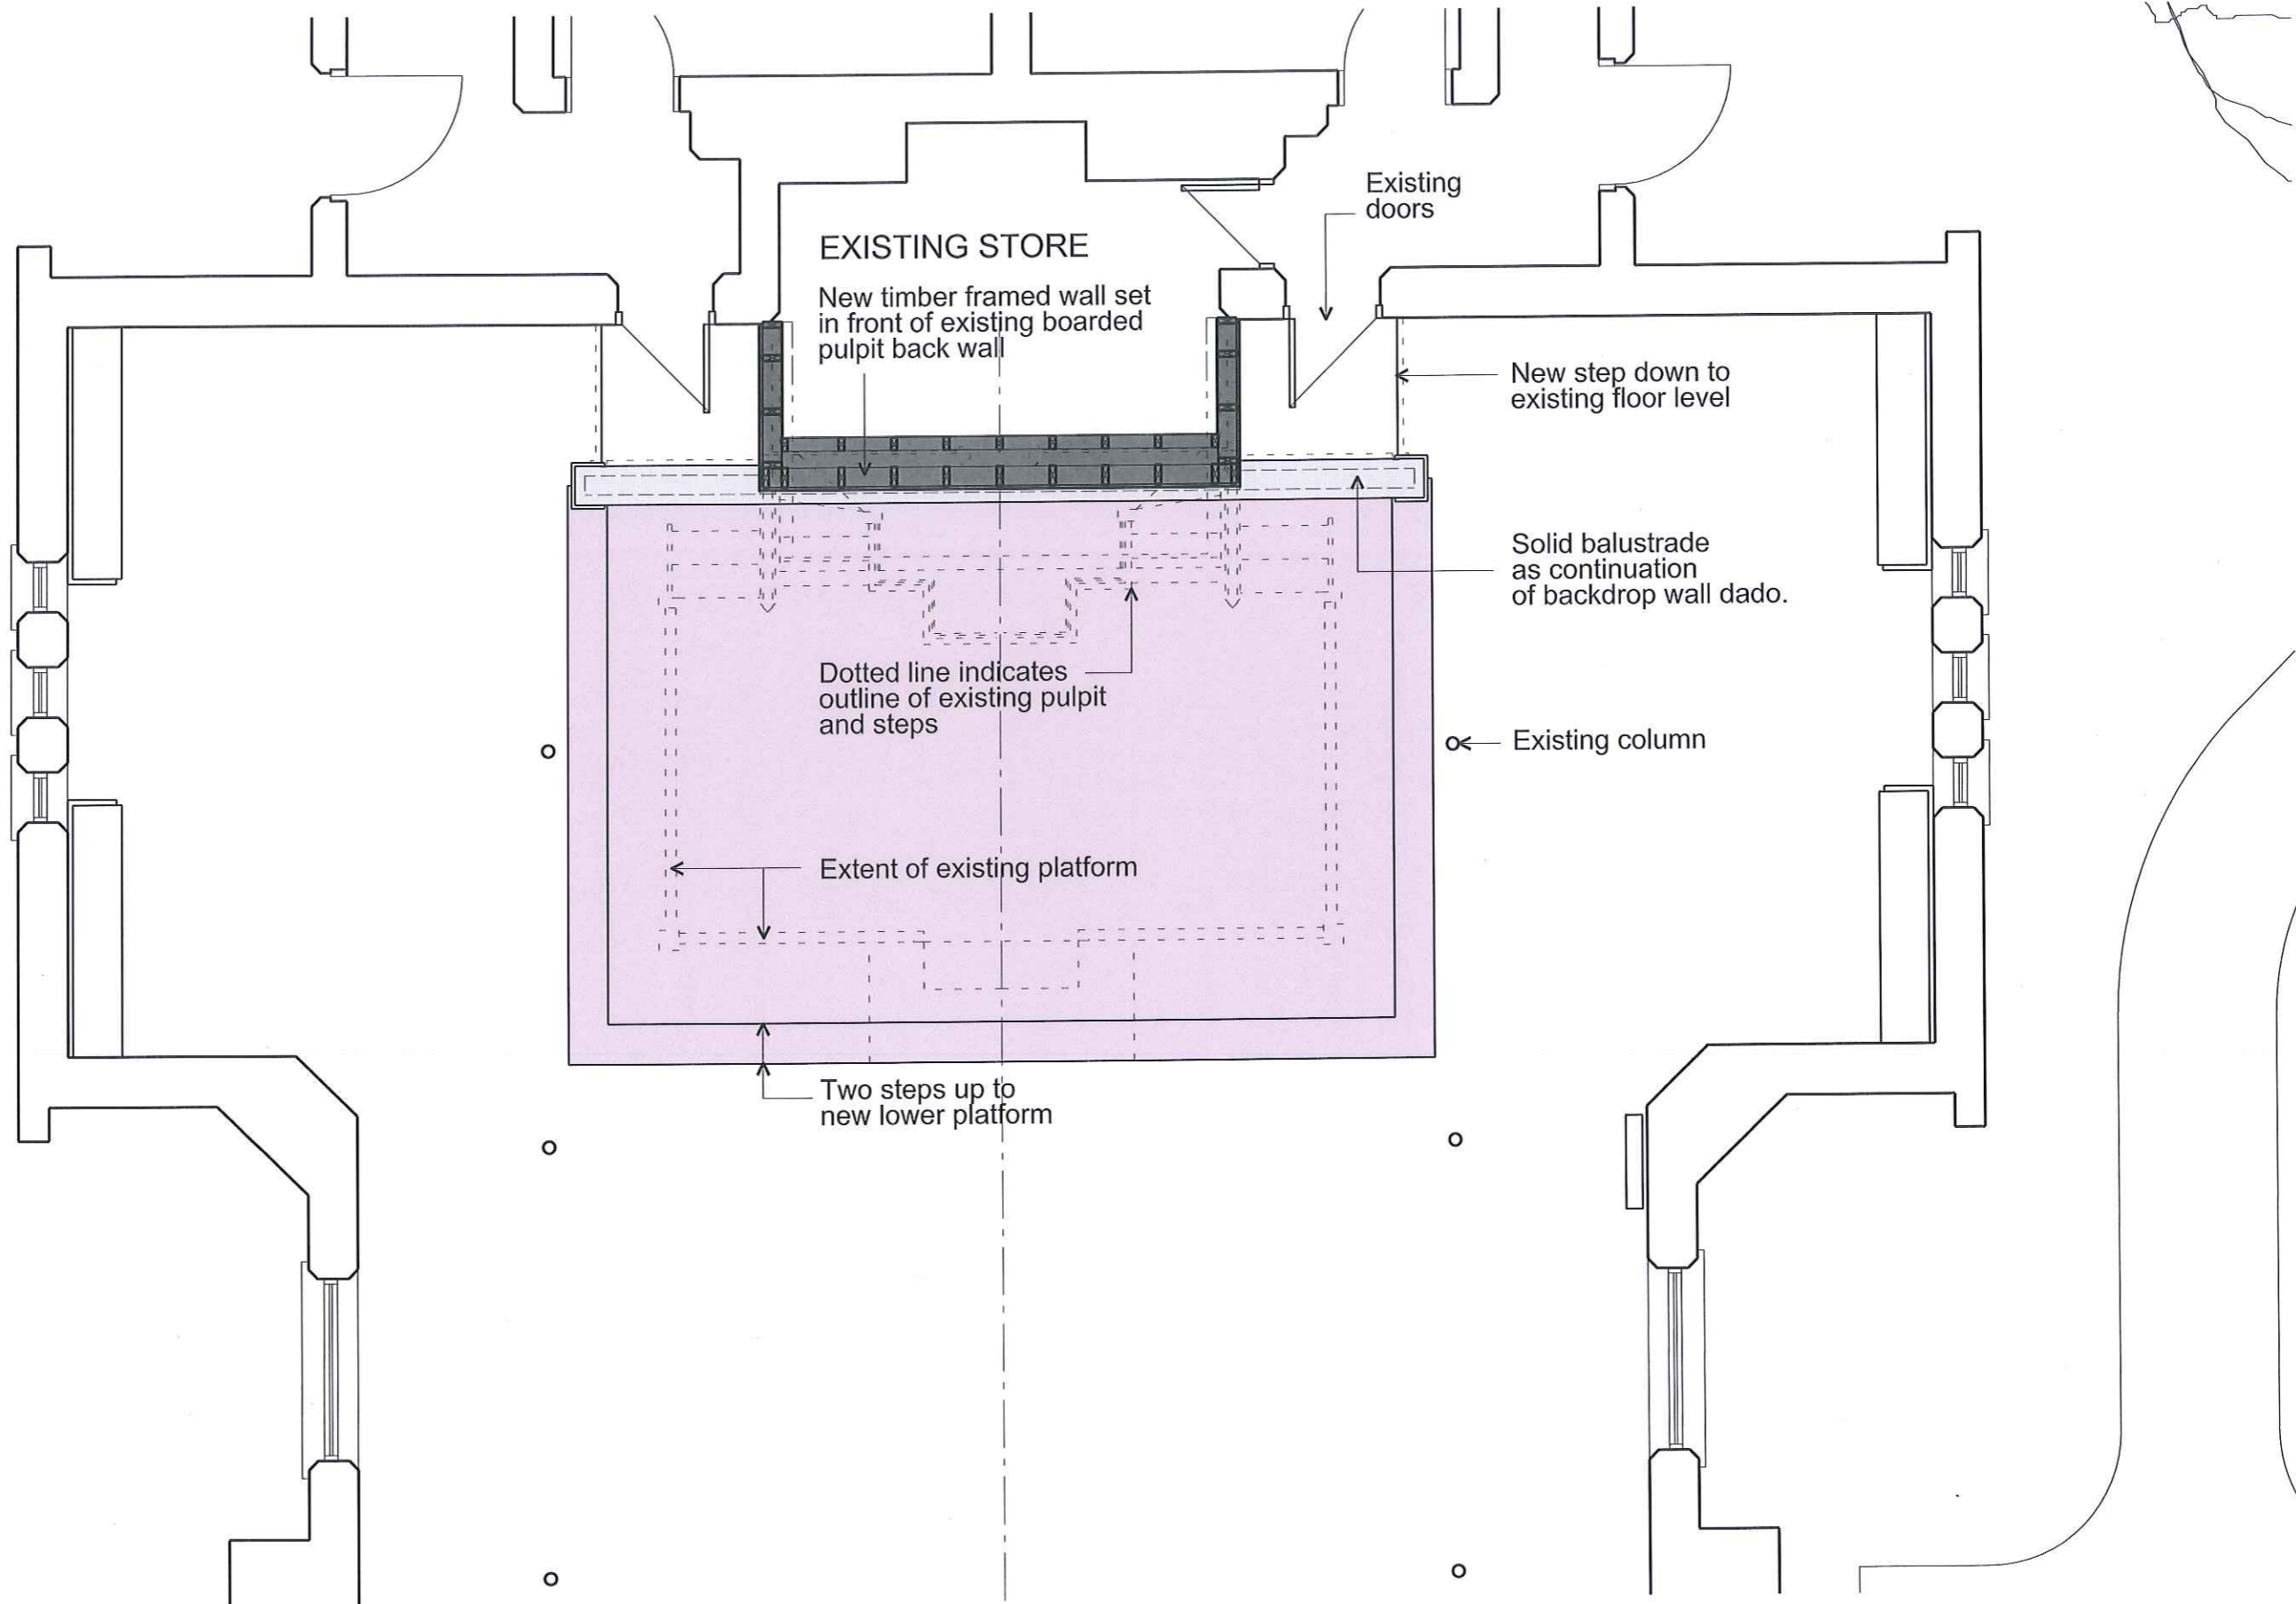 Existing
doors
EXISTING STORE
New timber framed wall set
in front of existing boarded
pulpit back wall
New step down to
existing floor level
Solid balustrade
as continuation
of backdrop wall dado.
Dotted line indicates
outline of existing pulpit
and steps
Existing column
Extent of existing platform
Two steps up to
new lower platform